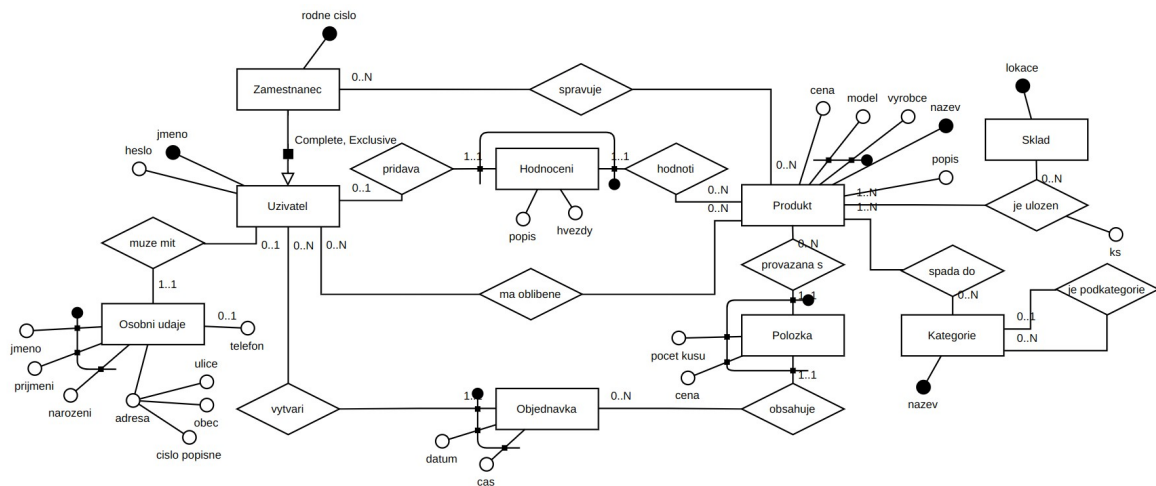 rodne cislo
Zamestnanec
0..N
spravuje
0..N
Complete, Exclusive
jmeno
heslo
Uzivatel
0..1
pridava
1..1
Hodnoceni
1..1
hodnoti
popis
hvezdy
0..N
0..N
cena
model
vyrobce
nazev
popis
Produkt
1..N
1..N
lokace
Sklad
0..N
je ulozen
ks
muze mit
0..1
0..N
0..N
1..1
Osobni udaje
0..1
telefon
jmeno
prijmeni
narozeni
adresa
ulice
obec
cislo popisne
ma oblibene
0..N
provazana s
1..1
Polozka
pocet kusu
cena
1..1
spada do
0..N
Kategorie
0..1
0..N
je podkategorie
nazev
vytvari
Objednavka
0..N
obsahuje
datum
cas